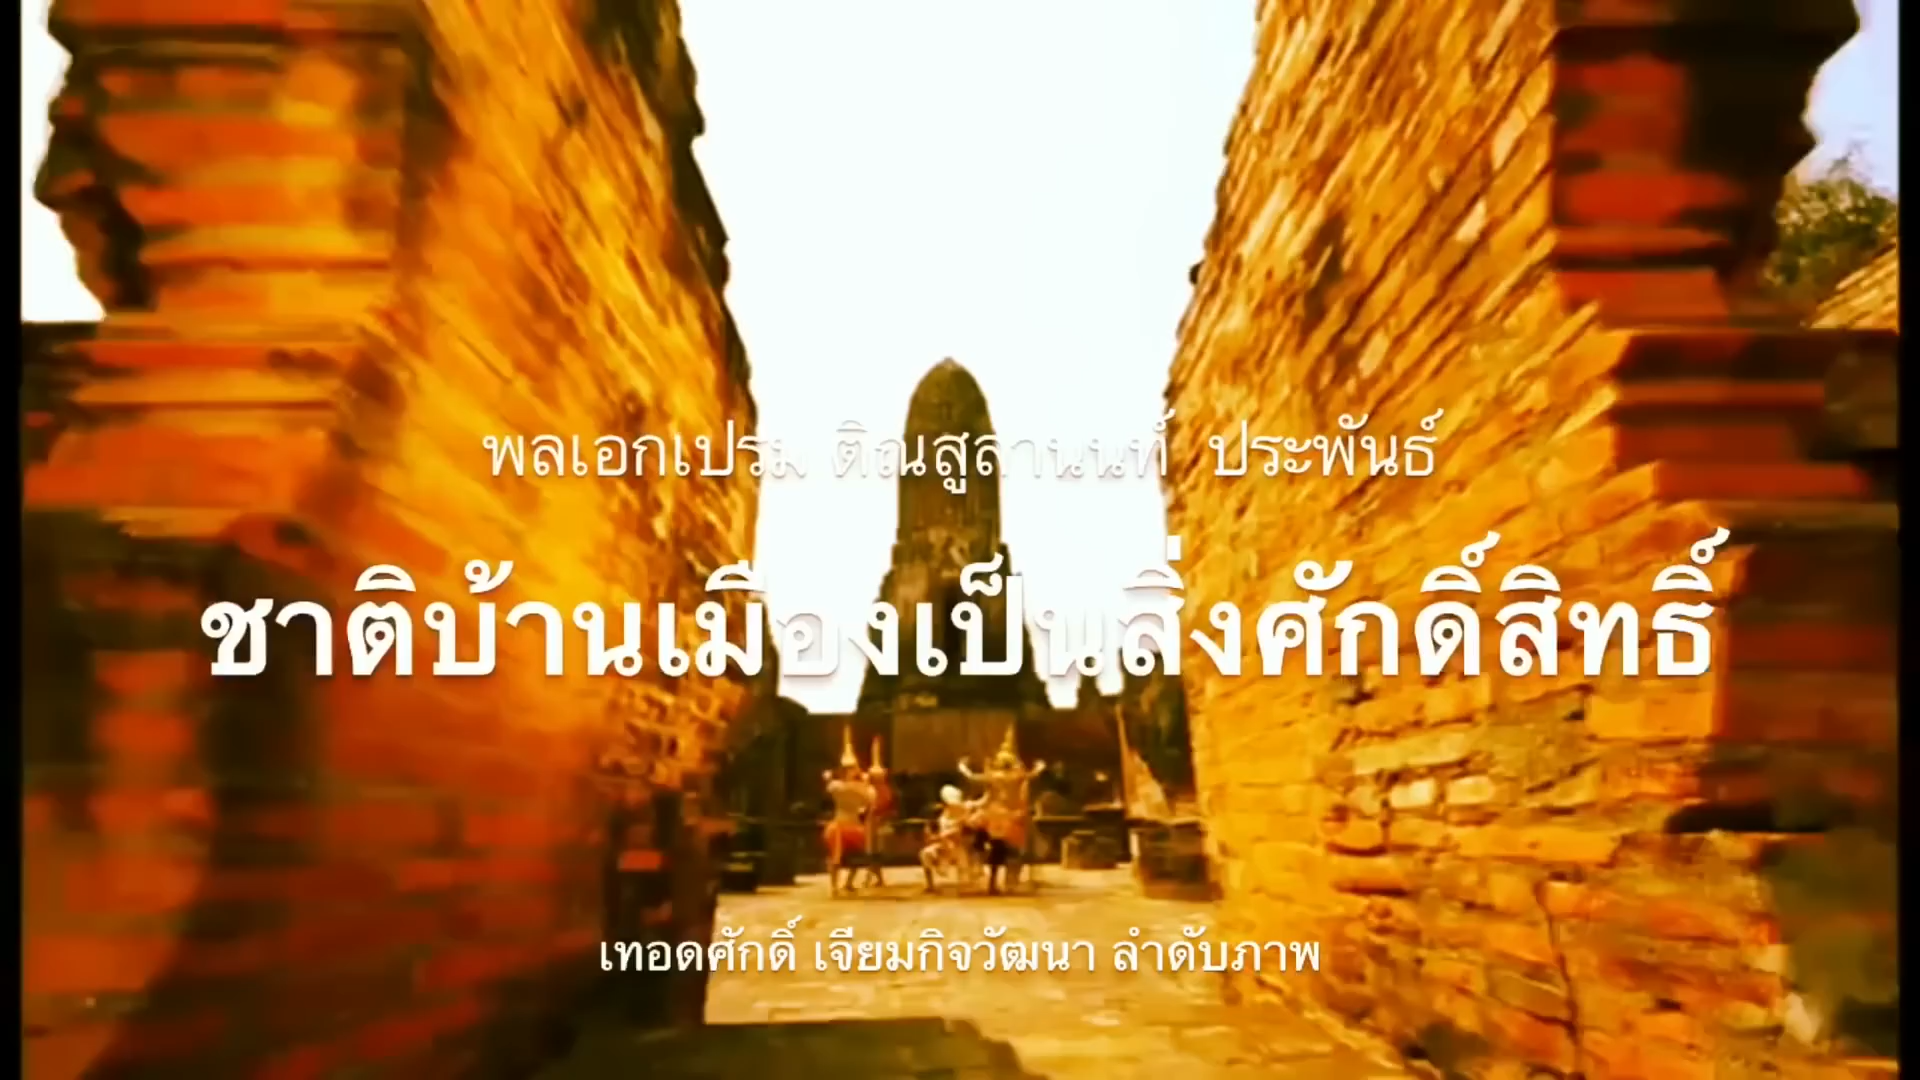 พลเอกเปรม ติณสูลานนท์ ประพันธ์
ชาติบ้านเมืองเป็นสิ่งศักดิ์สิทธิ์
เทอดศักดิ์ เจียมกิจวัฒนา ลำดับภาพ